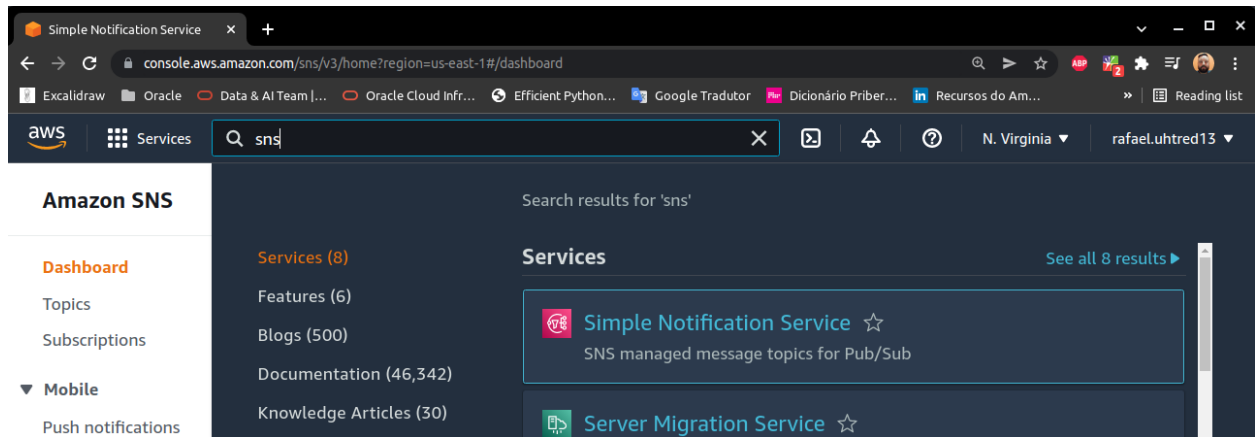 Simple Notification Service
console.aws.amazon.com/sns/v3/home?region=us-east-1#/dashboard
ABP
2
Excalidraw Oracle Data & AI Team |... Oracle Cloud Infr... Efficient Python... Google Tradutor Dicionário Priber... Recursos do Am... » Reading list
aws Services sns N. Virginia rafael.uhtred13
Amazon SNS
Dashboard
Topics
Subscriptions
Mobile
Push notifications
Search results for 'sns'
Services (8)
Features (6)
Blogs (500)
Documentation (46,342)
Knowledge Articles (30)
Services See all 8 results
Simple Notification Service
SNS managed message topics for Pub/Sub
Server Migration Service